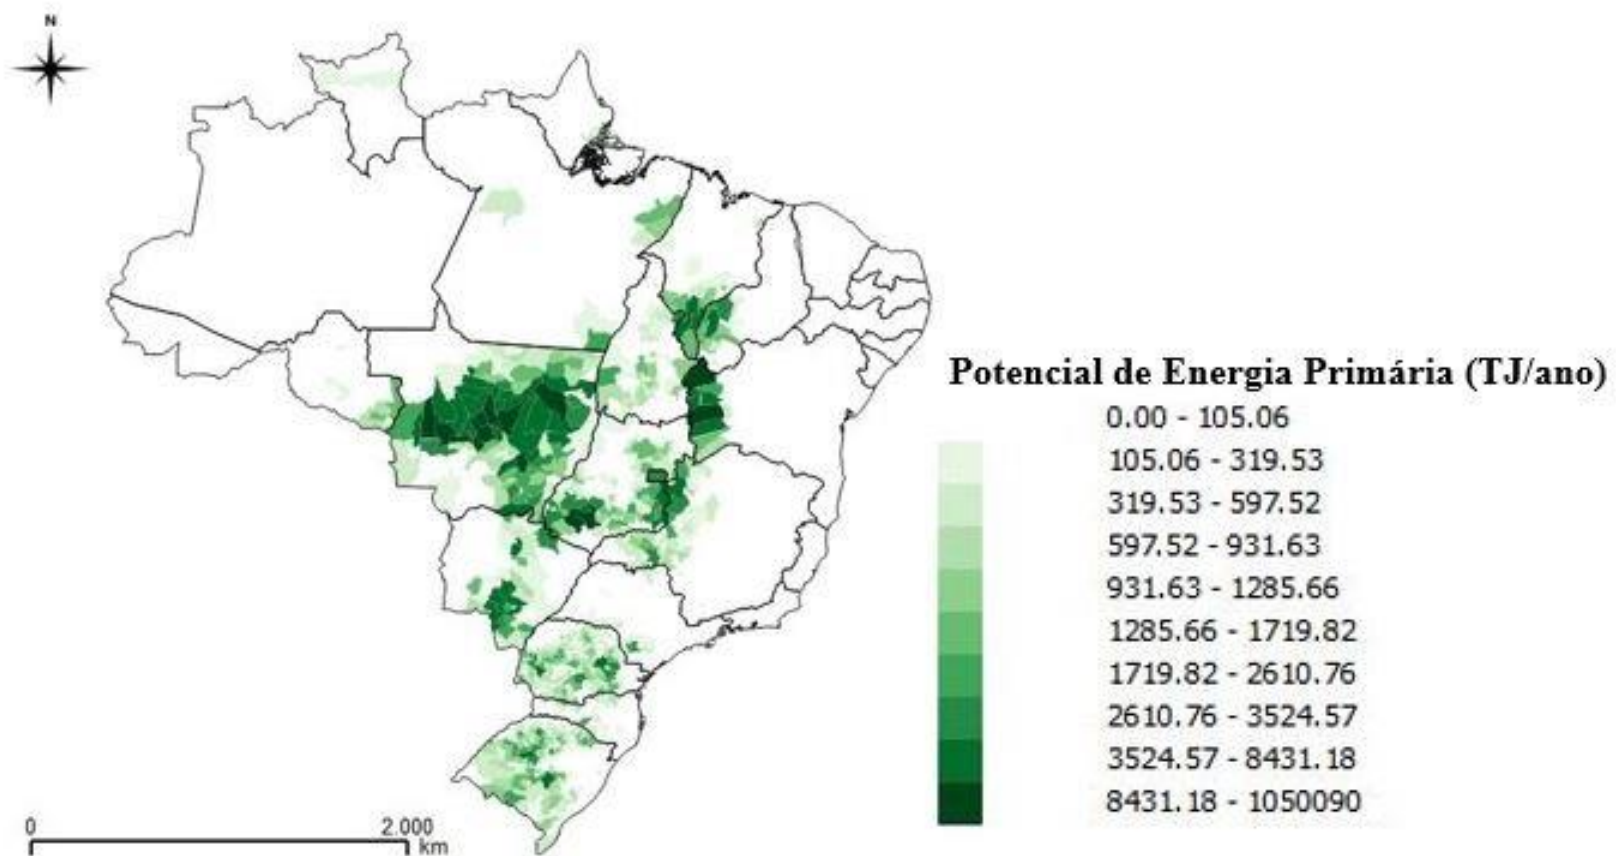 N
Potencial de Energia Primária (TJ/ano)
0.00 - 105.06
105.06 - 319.53
319.53 - 597.52
597.52 - 931.63
931.63 - 1285.66
1285.66 - 1719.82
1719.82 - 2610.76
2610.76 - 3524.57
3524.57 - 8431.18
8431.18 - 1050090
0 2.000
km